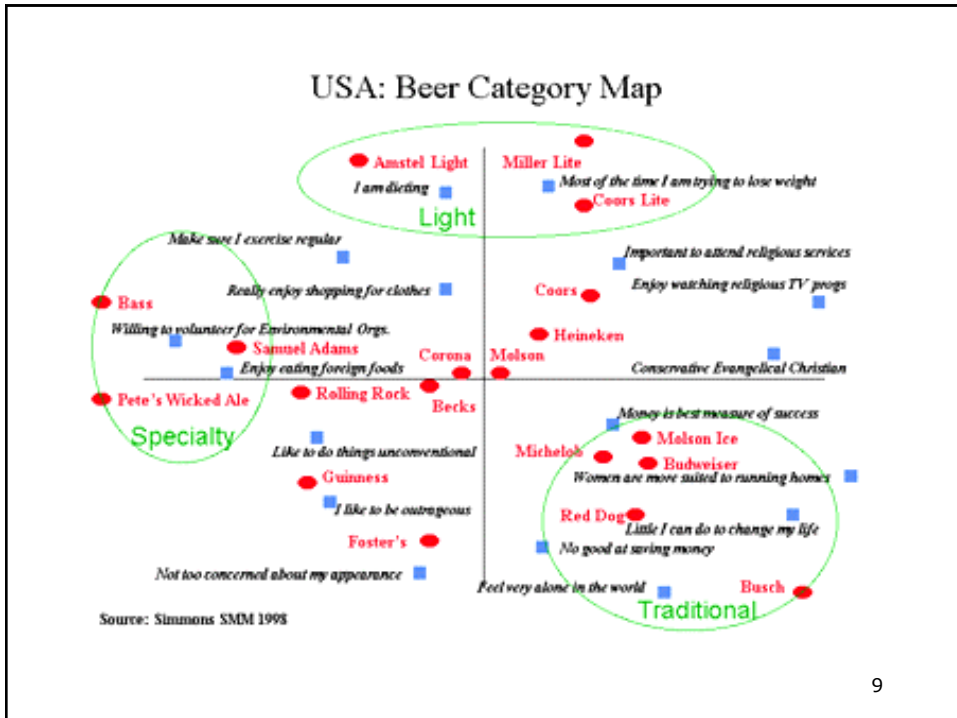 USA: Beer Category Map
Amstel Light
Miller Lite
I am dieting
Most of the time I am trying to lose weight
Coors Lite
Light
Make sure I exercise regular
Important to attend religious services
Really enjoy shopping for clothes
Coors
Enjoy watching religious TV progs
Bass
Willing to volunteer for Environmental Orgs.
Heineken
Samuel Adams
Corona
Molson
Enjoy eating foreign foods
Conservative Evangelical Christian
Rolling Rock
Pete's Wicked Ale
Becks
Money is best measure of success
Specialty
Molson Ice
Like to do things unconventional
Michelob
Budweiser
Guinness
Women are more suited to running homes
I like to be outrageous
Red Dog
Little I can do to change my life
Foster's
No good at saving money
Not too concerned about my appearance
Feel very alone in the world
Busch
Traditional
Source: Simmons SMM 1998
9